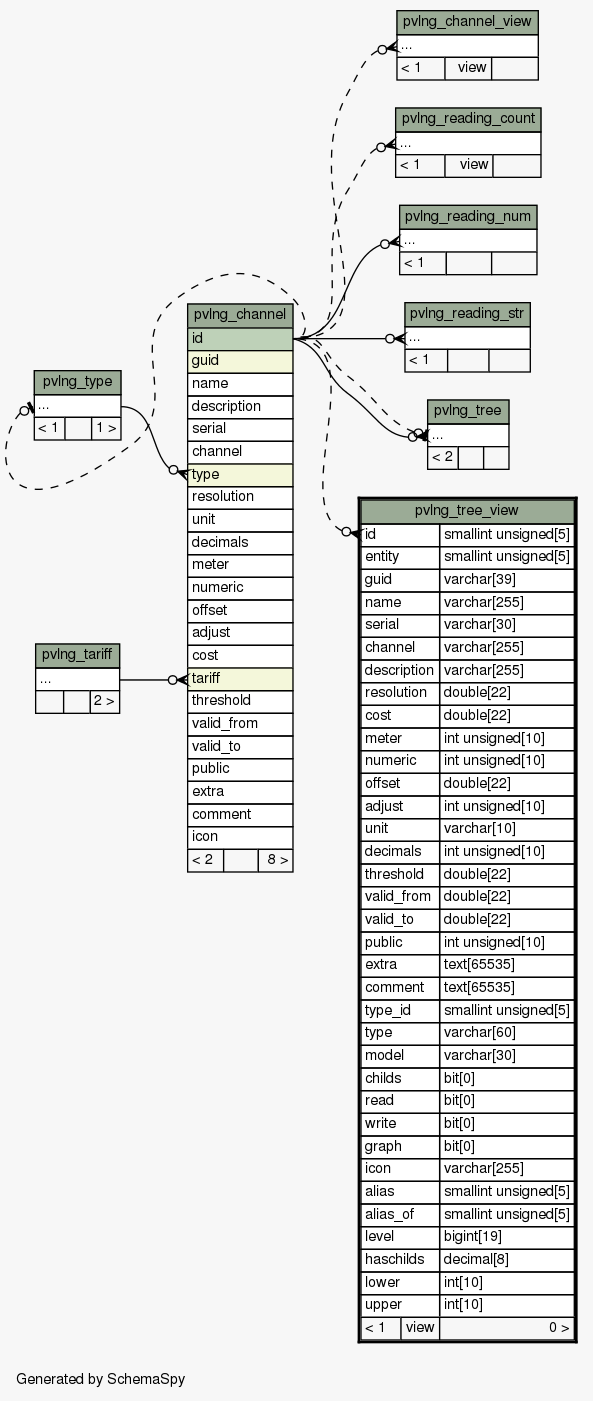 pvlng_channel_view
...
< 1 view
pvlng_reading_count
...
< 1 view
pvlng_reading_num
...
< 1
pvlng_reading_str
...
< 1
pvlng_tree
...
< 2
pvlng_type
...
< 1 1 >
pvlng_tariff
...
2 >
pvlng_channel
id
guid
name
description
serial
channel
type
resolution
unit
decimals
meter
numeric
offset
adjust
cost
tariff
threshold
valid_from
valid_to
public
extra
comment
icon
< 2 8 >
pvlng_tree_view
id smallint unsigned[5]
entity smallint unsigned[5]
guid varchar[39]
name varchar[255]
serial varchar[30]
channel varchar[255]
description varchar[255]
resolution double[22]
cost double[22]
meter int unsigned[10]
numeric int unsigned[10]
offset double[22]
adjust int unsigned[10]
unit varchar[10]
decimals int unsigned[10]
threshold double[22]
valid_from double[22]
valid_to double[22]
public int unsigned[10]
extra text[65535]
comment text[65535]
type_id smallint unsigned[5]
type varchar[60]
model varchar[30]
childs bit[0]
read bit[0]
write bit[0]
graph bit[0]
icon varchar[255]
alias smallint unsigned[5]
alias_of smallint unsigned[5]
level bigint[19]
haschilds decimal[8]
lower int[10]
upper int[10]
< 1 view 0 >
Generated by SchemaSpy